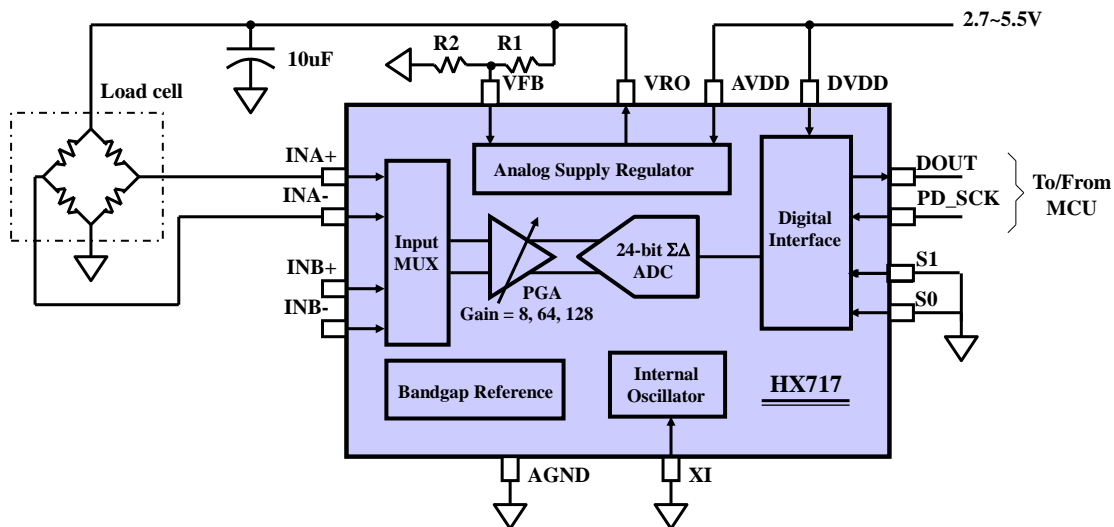 2.7~5.5V
R2 R1
10uF
VFB VRO AVDD DVDD
Load cell
INA+
INA-
INB+
INB-
Analog Supply Regulator
Input
MUX
PGA
Gain = 8, 64, 128
24-bit ΣΔ
ADC
Digital
Interface
DOUT
PD_SCK
To/From
MCU
S1
S0
Bandgap Reference
Internal
Oscillator
HX717
AGND
XI